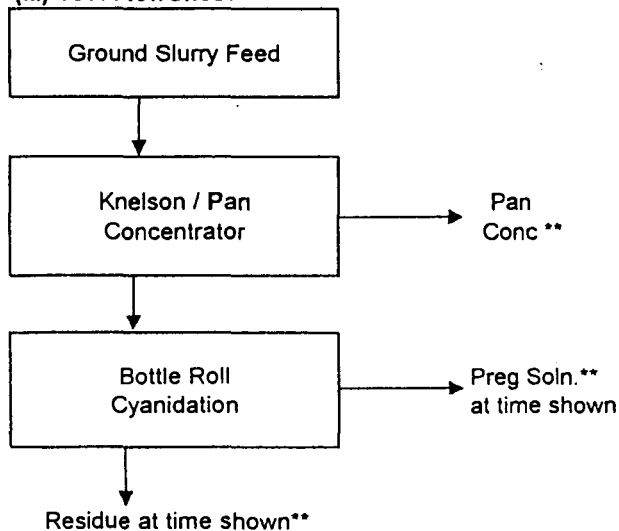 Ground Slurry Feed
Knelson / Pan
Concentrator
Pan
Conc **
Bottle Roll
Cyanidation
Preg Soln.**
at time shown
Residue at time shown**